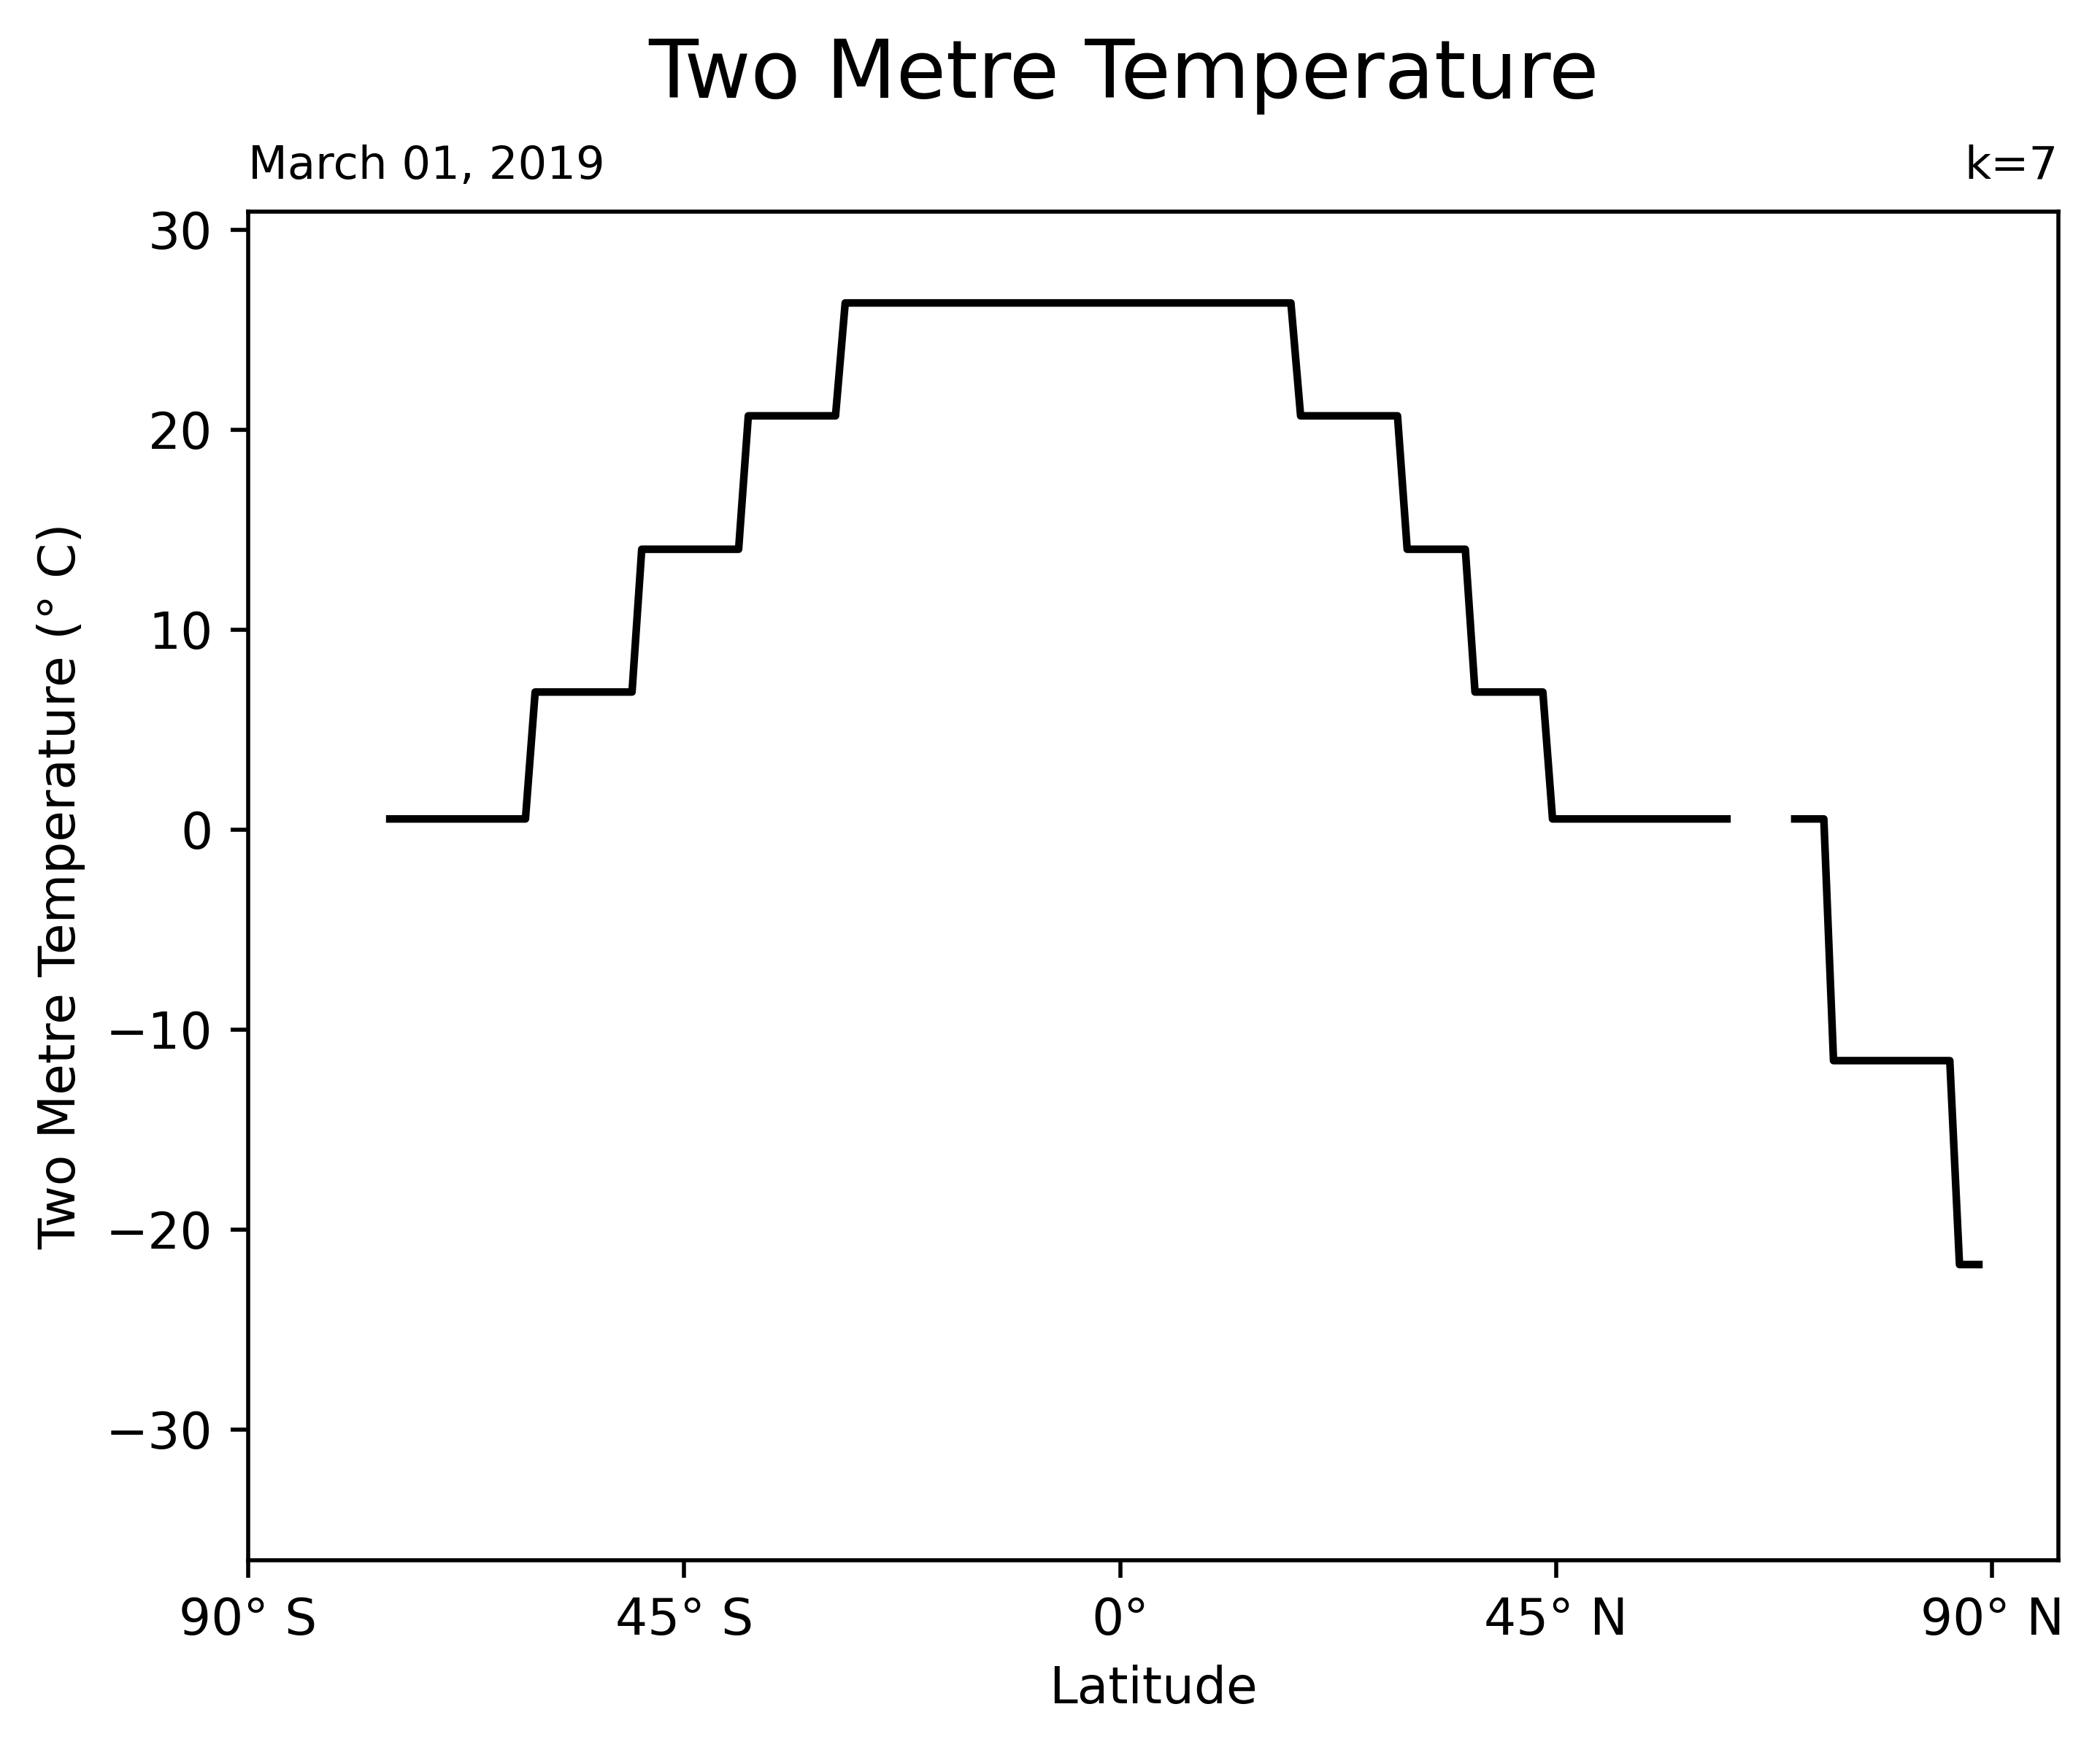 Two Metre Temperature
March 01, 2019
k=7
30
20
10
0
−10
−20
−30
Two Metre Temperature (° C)
90° S
45° S
0°
45° N
90° N
Latitude